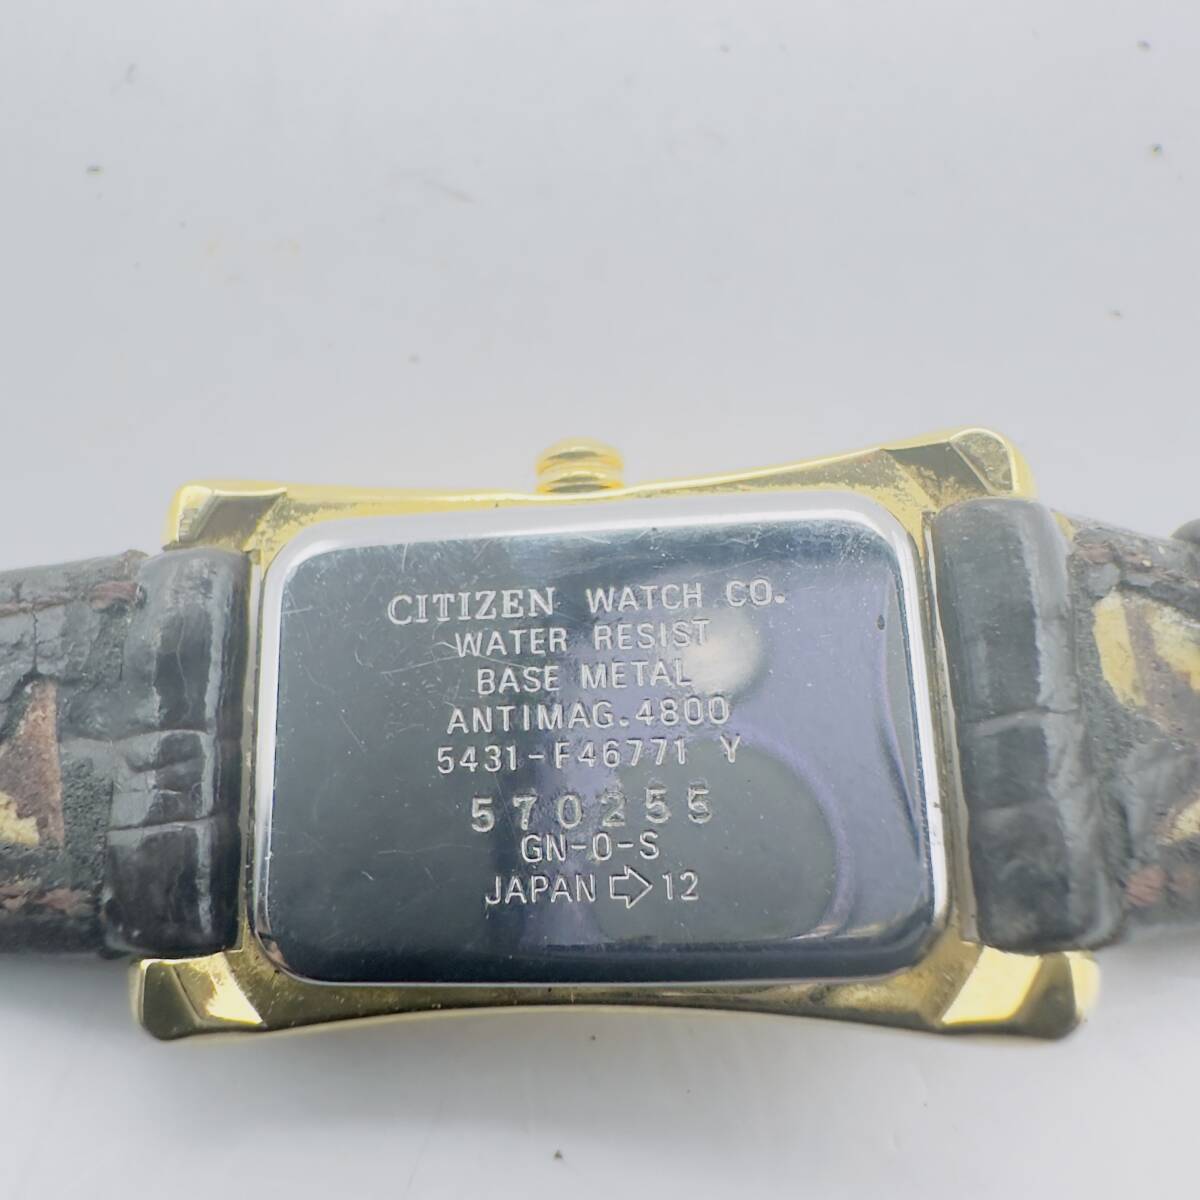 CITIZEN WATCH CO.
WATER RESIST
BASE METAL
ANTIMAG.4800
5431-F46771 Y
570255
GN-0-S
JAPAN ⇨12